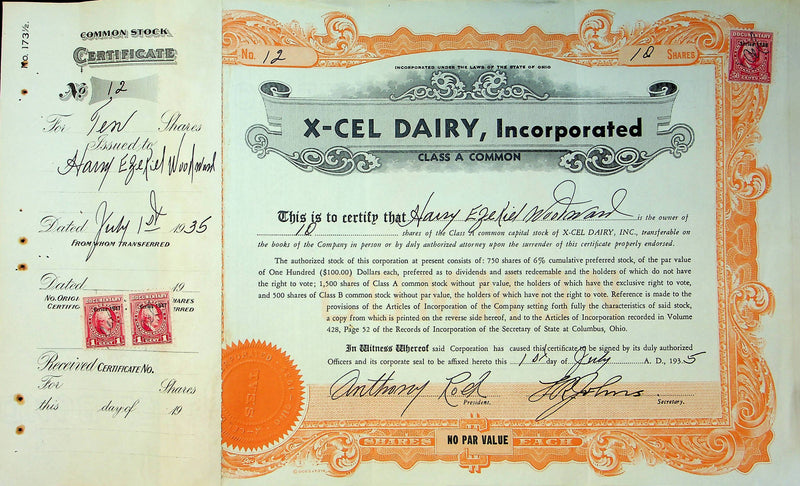 No. 173½.
COMMON STOCK
CERTIFICATE
No 12
For Ten Shares
Issued to
Harry Ezekiel Woodward
Dated July 1st 1935
FROM WHOM TRANSFERRED
Dated 19
NO. ORIG SHARES
CERTIFIC RRED
DOCUMENTARY DOCUMENTARY
1 CENT 1 1 CENT 1
Received CERTIFICATE NO.
For Shares
this day of 19
No. 12
10 SHARES
DOCUMENTARY
INCORPORATED UNDER THE LAWS OF THE STATE OF OHIO
X-CEL DAIRY, Incorporated
CLASS A COMMON
This is to certify that Harry Ezekiel Woodward is the owner of
10 shares of the Class A common capital stock of X-CEL DAIRY, INC., transferable on
the books of the Company in person or by duly authorized attorney upon the surrender of this certificate properly endorsed.
The authorized stock of this corporation at present consists of: 750 shares of 6% cumulative preferred stock, of the par value
of One Hundred ($100.00) Dollars each, preferred as to dividends and assets redeemable and the holders of which do not
have the right to vote; 1,500 shares of Class A common stock without par value, the holders of which have the exclusive right to vote,
and 500 shares of Class B common stock without par value, the holders of which have not the right to vote. Reference is made to the
provisions of the Articles of Incorporation of the Company setting forth fully the characteristics of said stock,
a copy from which is printed on the reverse side hereof, and to the Articles of Incorporation recorded in Volume
428, Page 52 of the Records of Incorporation of the Secretary of State at Columbus, Ohio.
In Witness Whereof said Corporation has caused this certificate to be signed by its duly authorized
Officers and its corporate seal to be affixed hereto this 1st day of July A. D., 1935
Anthony
President.
Secretary.
SHARES NO PAR VALUE EACH